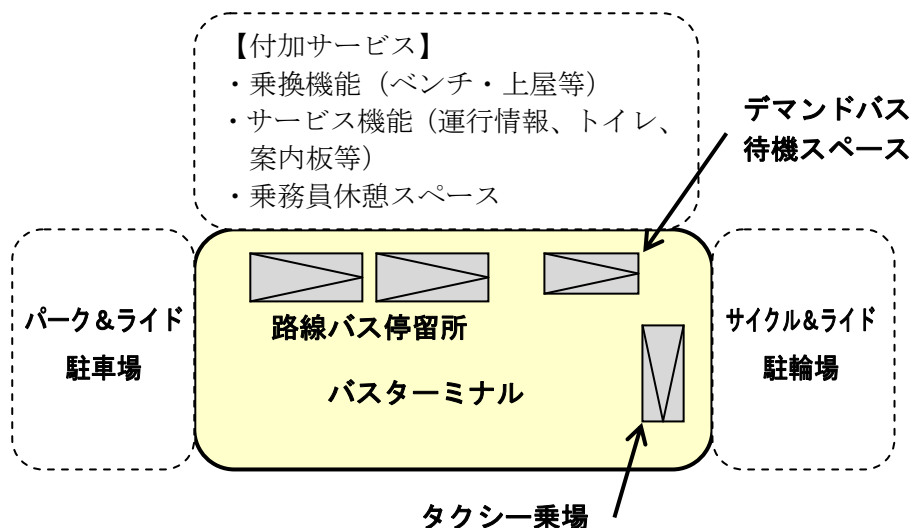 【付加サービス】
・乗換機能（ベンチ・上屋等）
・サービス機能（運行情報、トイレ、
案内板等）
・乗務員休憩スペース
デマンドバス
待機スペース
パーク&ライド
駐車場
路線バス停留所
バスターミナル
サイクル&ライド
駐輪場
タクシー乗場